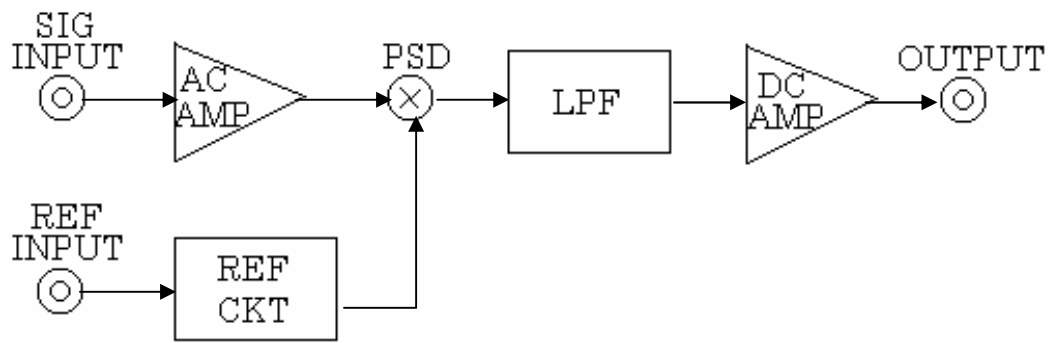 SIG
INPUT
AC
AMP
PSD
LPF
DC
AMP
OUTPUT
REF
INPUT
REF
CKT